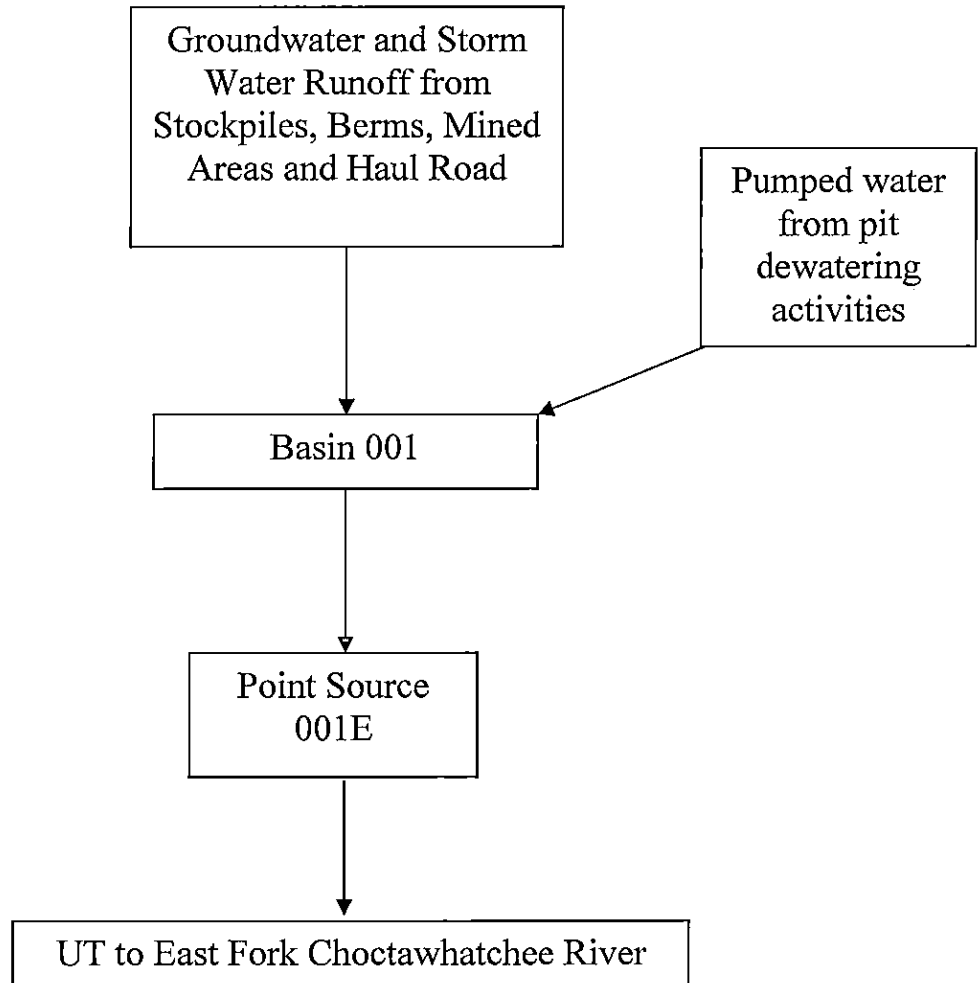 Groundwater and Storm
Water Runoff from
Stockpiles, Berms, Mined
Areas and Haul Road
Pumped water
from pit
dewatering
activities
Basin 001
Point Source
001E
UT to East Fork Choctawhatchee River